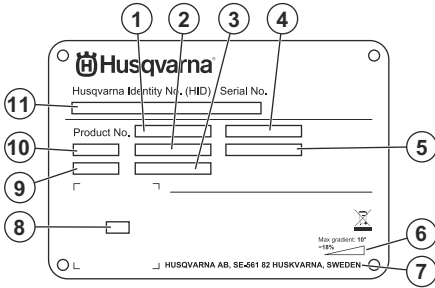 1 2 3 4
Husqvarna
Husqvarna Identity No. (HID) Serial No.
11
Product No.
10
5
9
8
Max gradient: 10°
~18%
6
HUSQVARNA AB, SE-561 82 HUSKVARNA, SWEDEN
7